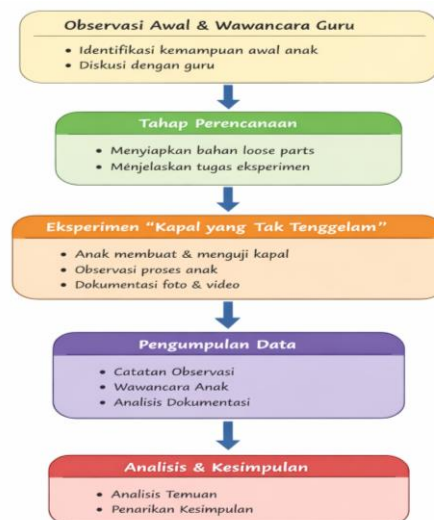 Observasi Awal & Wawancara Guru
• Identifikasi kemampuan awal anak
• Diskusi dengan guru
Tahap Perencanaan
• Menyiapkan bahan loose parts
• Menjelaskan tugas eksperimen
Eksperimen "Kapal yang Tak Tenggelam"
• Anak membuat & menguji kapal
• Observasi proses anak
• Dokumentasi foto & video
Pengumpulan Data
• Catatan Observasi
• Wawancara Anak
• Analisis Dokumentasi
Analisis & Kesimpulan
• Analisis Temuan
• Penarikan Kesimpulan